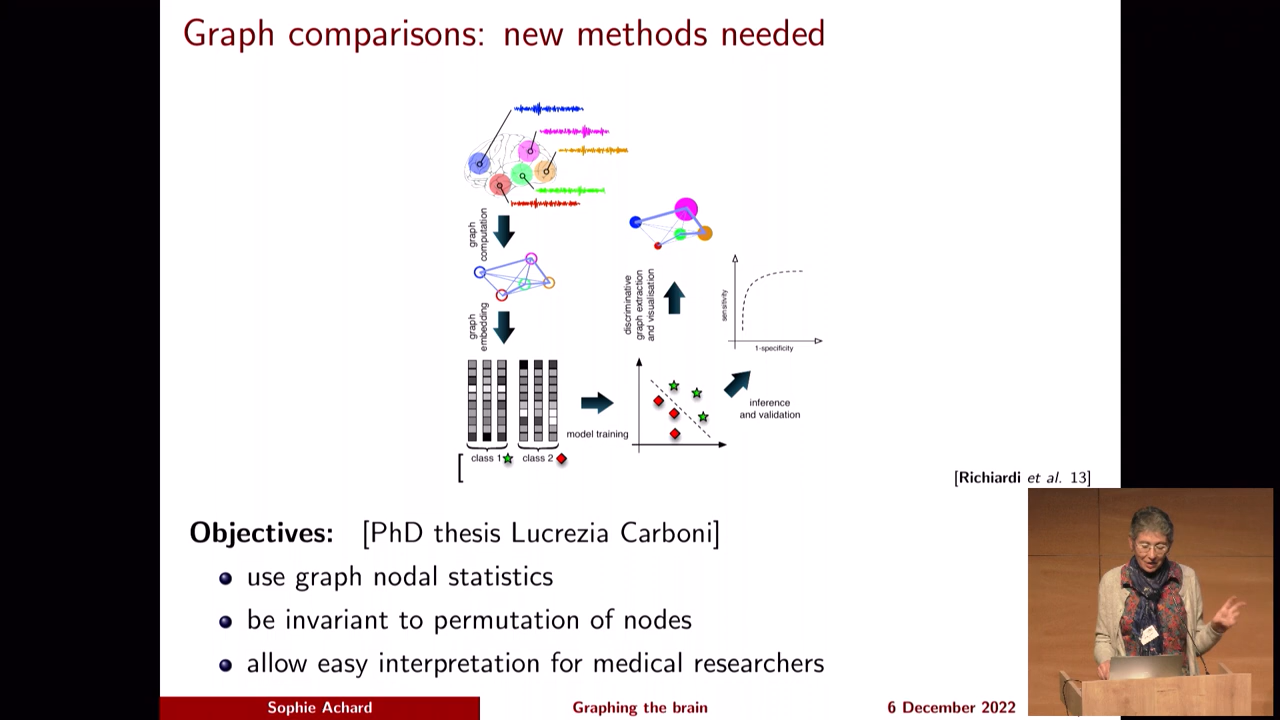 Graph comparisons: new methods needed
graph
computation
graph
embedding
class 1
class 2
[
model training
discriminative
graph extraction
and visualisation
sensitivity
1-specificity
inference
and validation
[Richiardi et al. 13]
Objectives: [PhD thesis Lucrezia Carboni]
use graph nodal statistics
be invariant to permutation of nodes
allow easy interpretation for medical researchers
Sophie Achard
Graphing the brain
6 December 2022